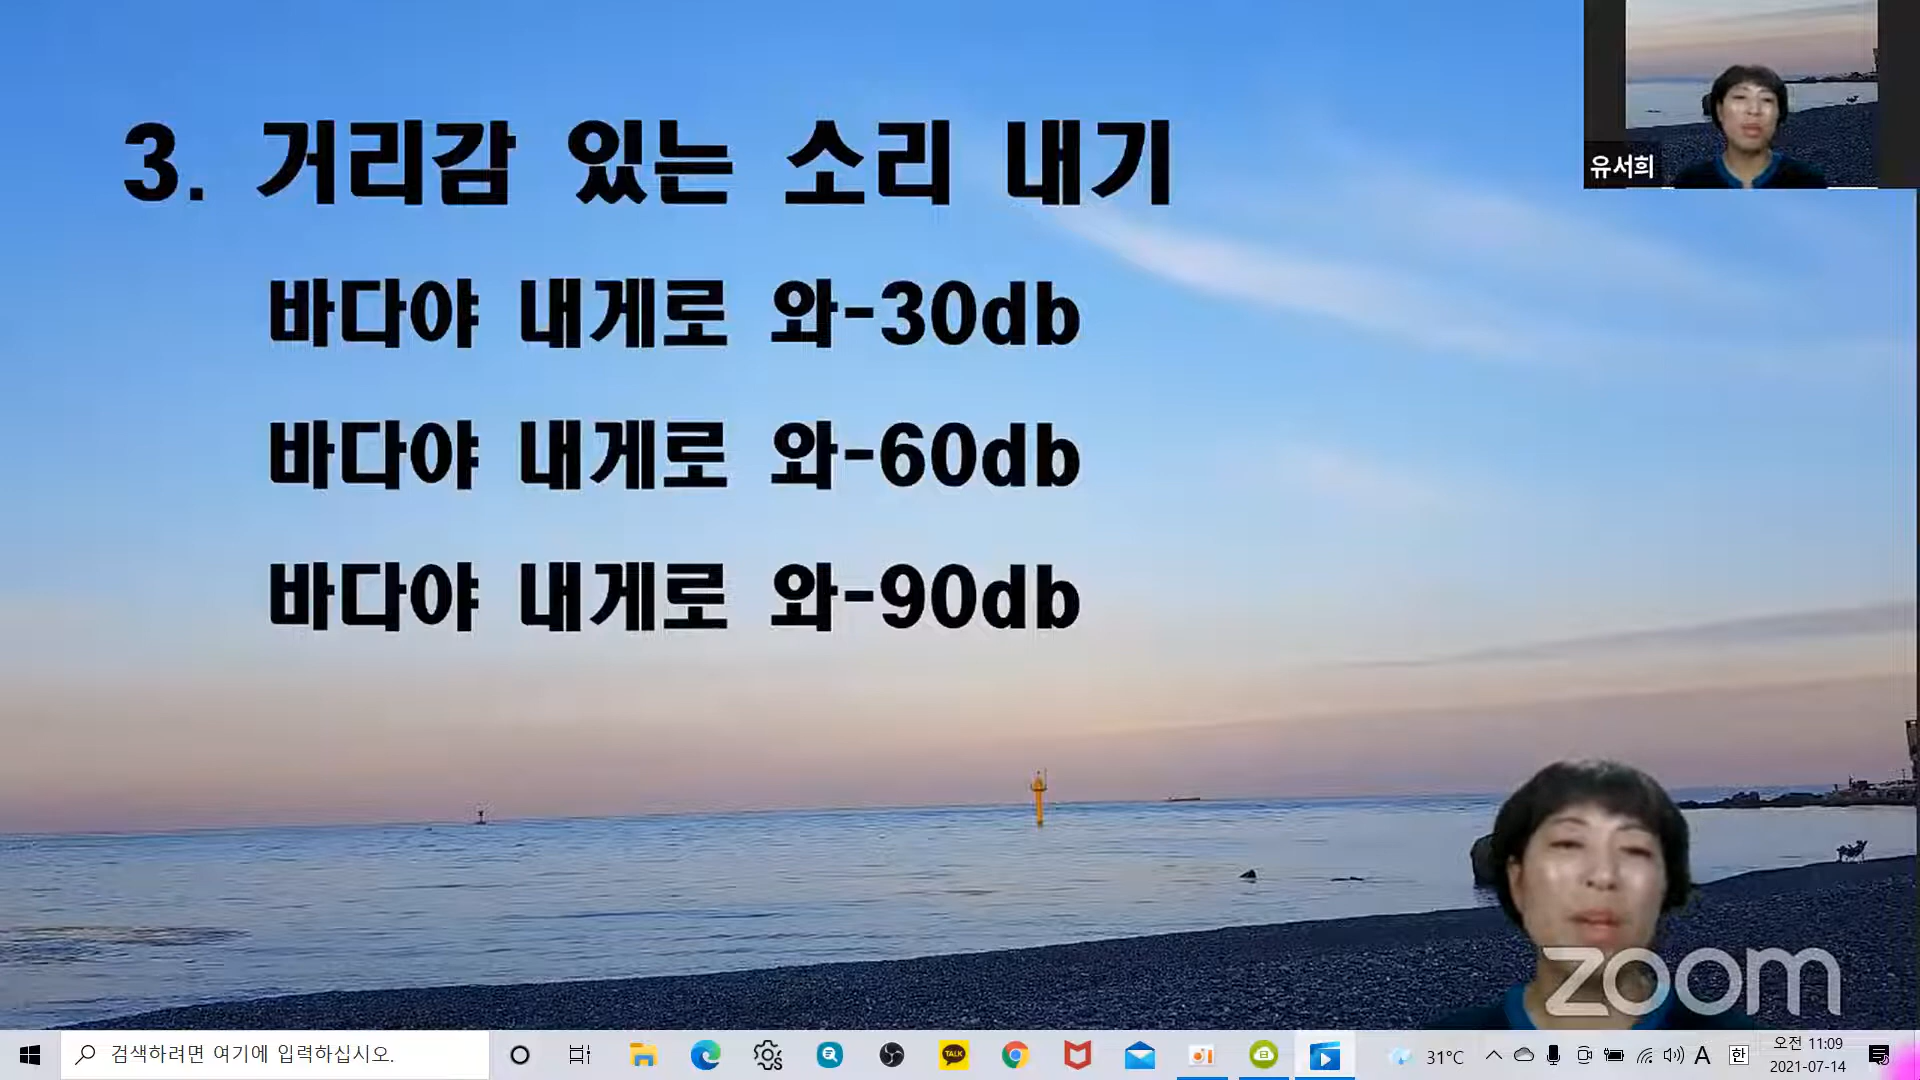 3. 거리감 있는 소리 내기
바다야 내게로 와-30db
바다야 내게로 와-60db
바다야 내게로 와-90db
유서희
zoom
검색하려면 여기에 입력하십시오.
TALK
31°C
A
한
오전 11:09
2021-07-14